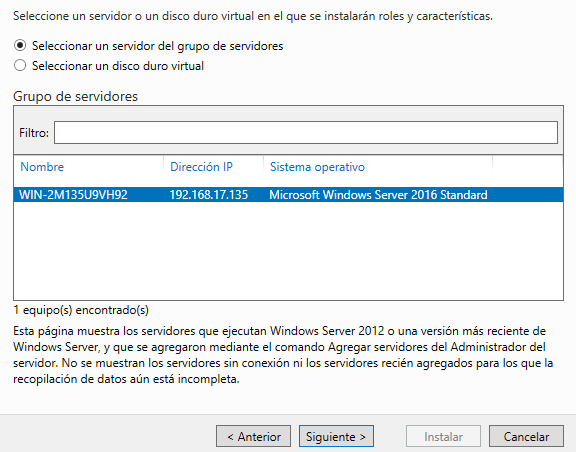 Seleccione un servidor o un disco duro virtual en el que se instalarán roles y características.
Seleccionar un servidor del grupo de servidores
Seleccionar un disco duro virtual
Grupo de servidores
Filtro:
Nombre Dirección IP Sistema operativo
WIN-2M135U9VH92 192.168.17.135 Microsoft Windows Server 2016 Standard
1 equipo(s) encontrado(s)
Esta página muestra los servidores que ejecutan Windows Server 2012 o una versión más reciente de
Windows Server, y que se agregaron mediante el comando Agregar servidores del Administrador del
servidor. No se muestran los servidores sin conexión ni los servidores recién agregados para los que la
recopilación de datos aún está incompleta.
< Anterior Siguiente > Instalar Cancelar